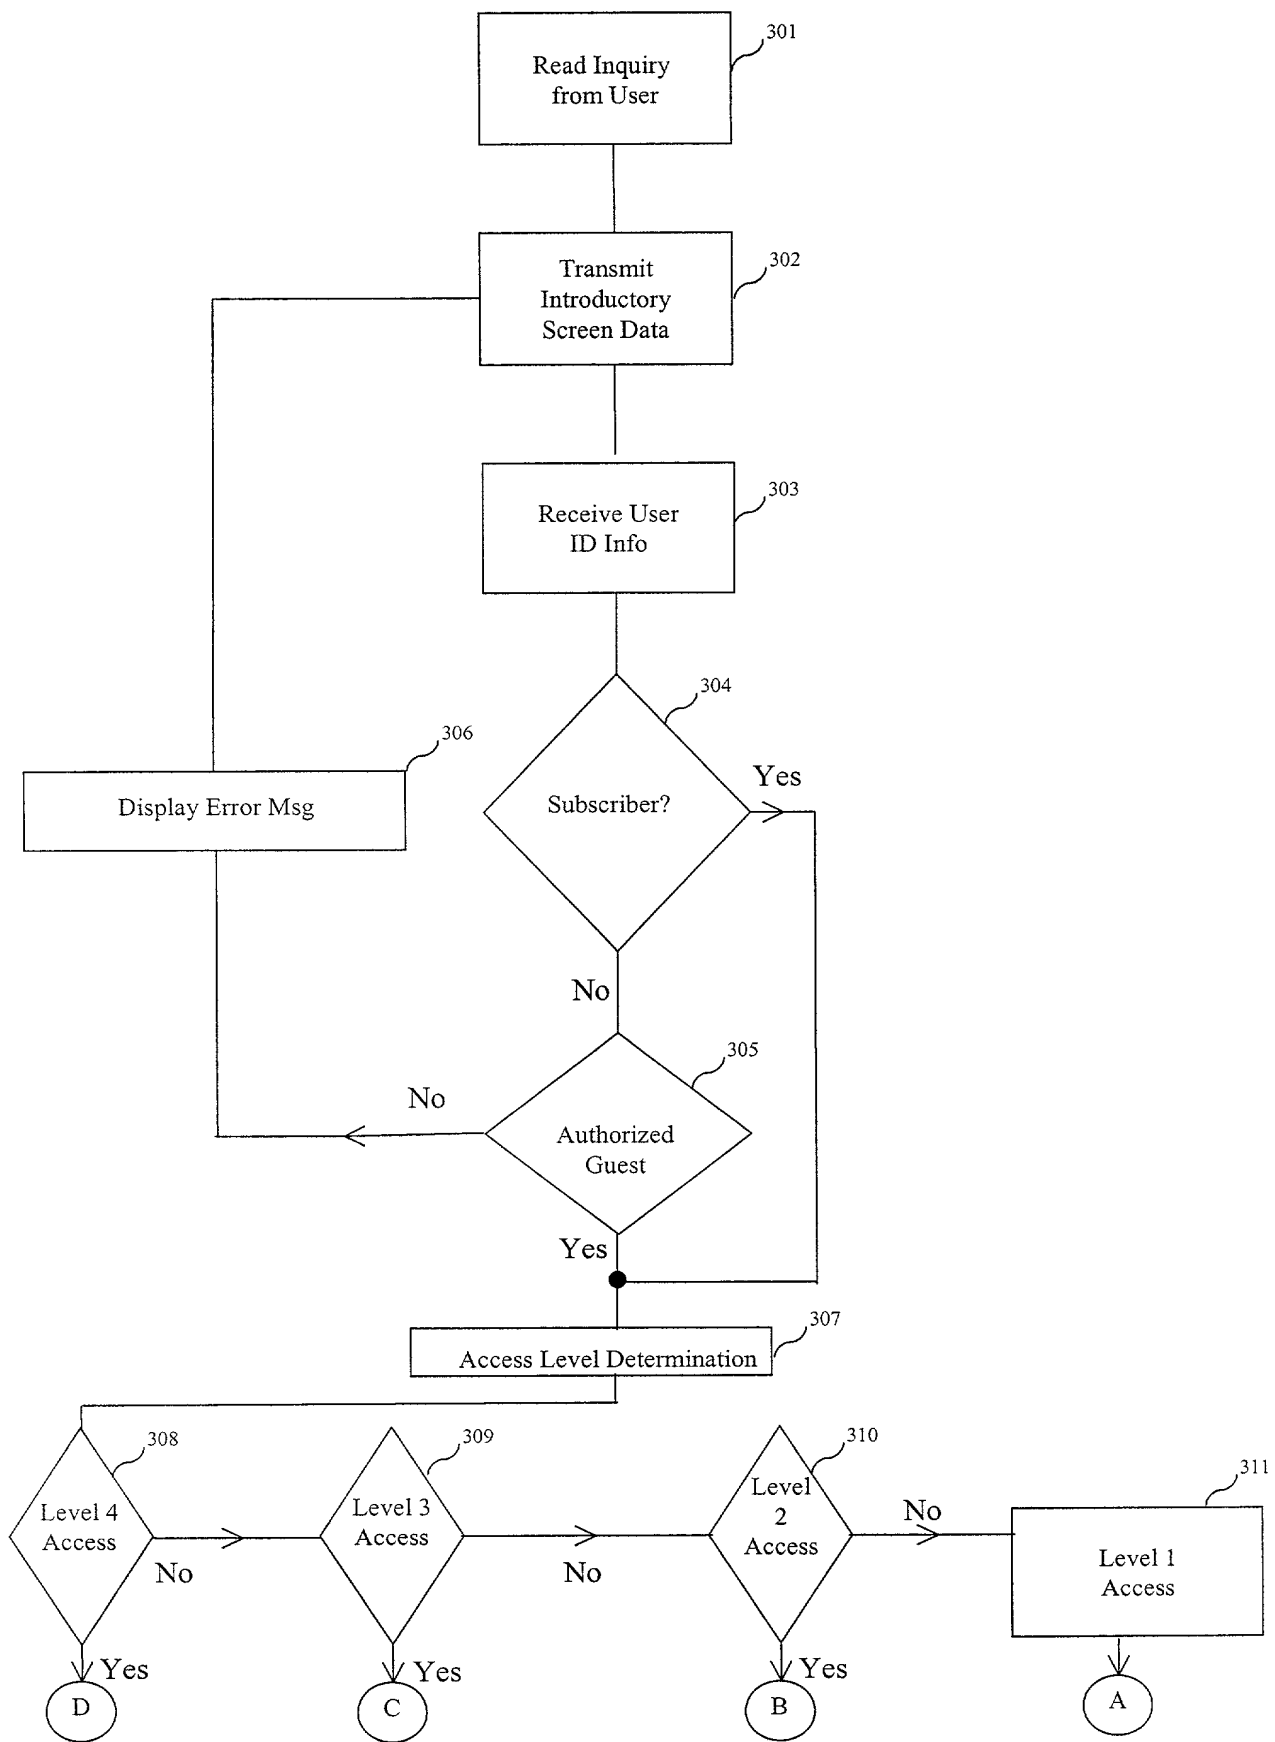 301
Read Inquiry
from User
302
Transmit
Introductory
Screen Data
303
Receive User
ID Info
304
306
Yes
Display Error Msg
Subscriber?
No
305
No
Authorized
Guest
Yes
307
Access Level Determination
308
309
310
311
Level 4
Access
Level 3
Access
Level
2
Access
No
Level 1
Access
No
No
Yes
Yes
Yes
D
C
B
A